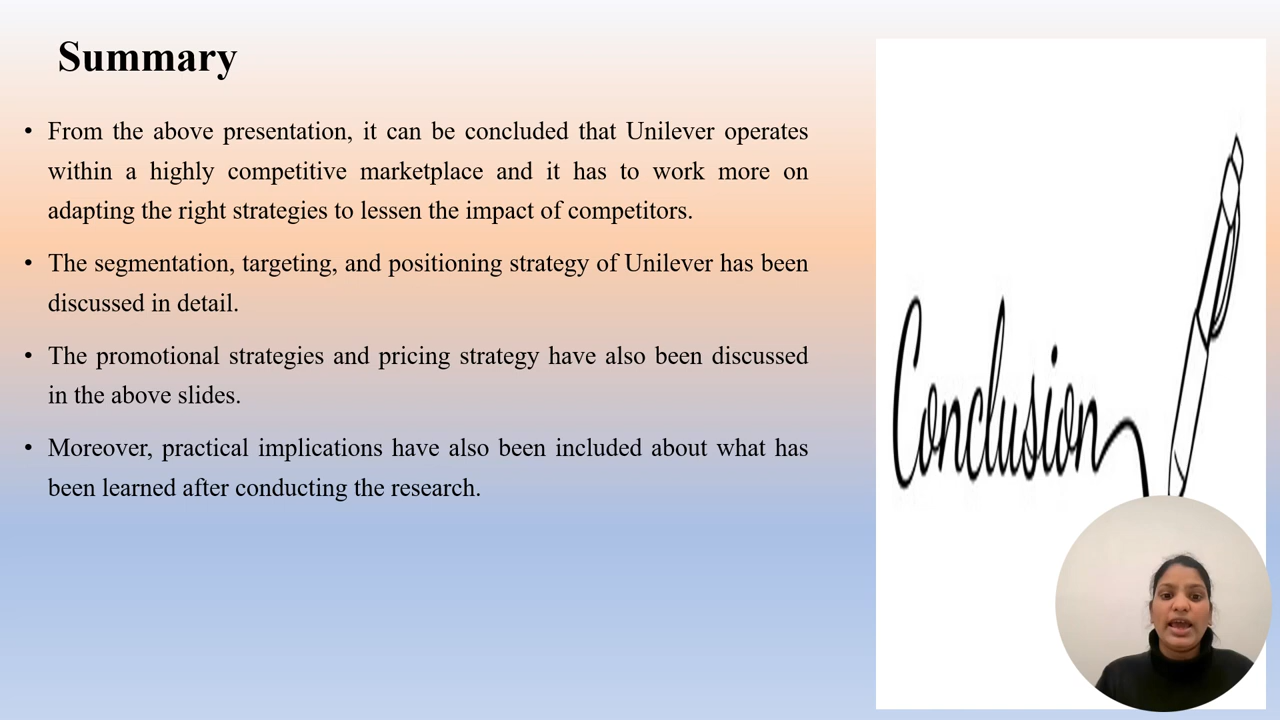 Summary
• From the above presentation, it can be concluded that Unilever operates
within a highly competitive marketplace and it has to work more on
adapting the right strategies to lessen the impact of competitors.
• The segmentation, targeting, and positioning strategy of Unilever has been
discussed in detail.
• The promotional strategies and pricing strategy have also been discussed
in the above slides.
• Moreover, practical implications have also been included about what has
been learned after conducting the research.
Conclusion